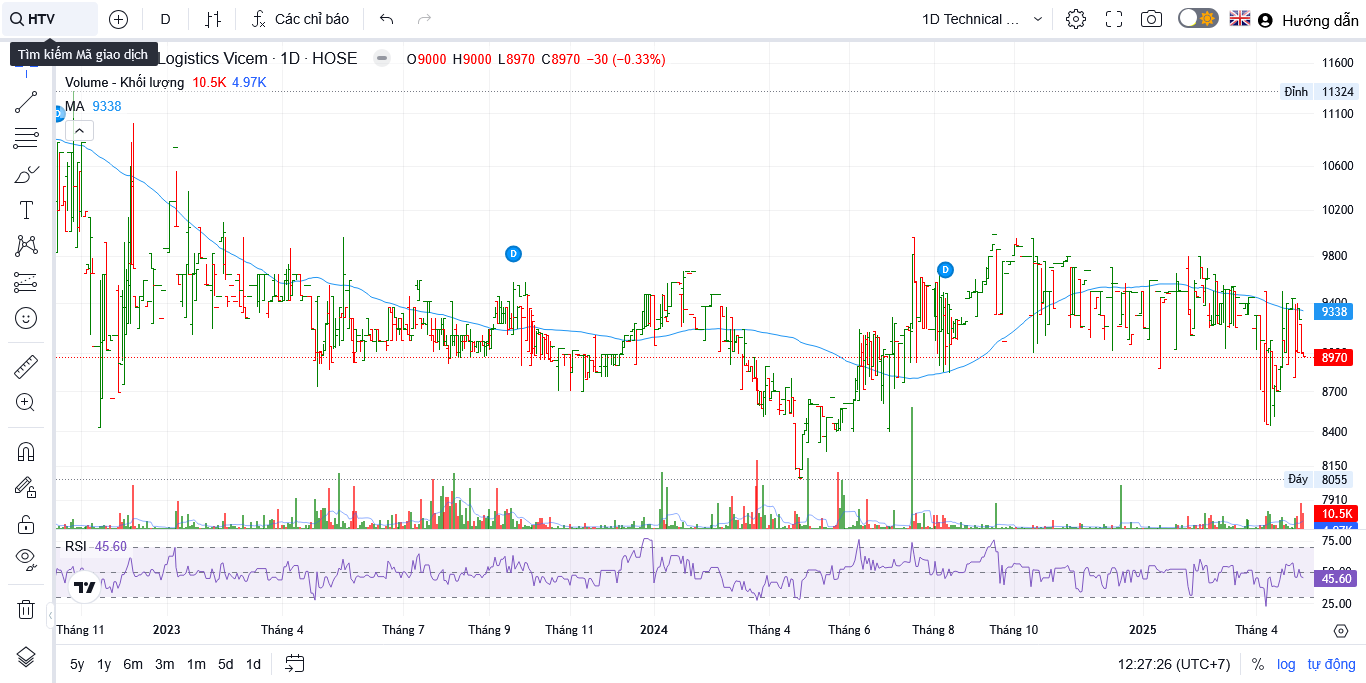 HTV
D
Các chỉ báo
1D Technical ...
Hướng dẫn
Tìm kiếm Mã giao dịch
Logistics Vicem · 1D · HOSE
O9000 H9000 L8970 C8970 −30 (−0.33%)
Volume - Khối lượng 10.5K 4.97K
MA 9338
D
D
D
11600
Đỉnh 11324
11100
10600
10200
9800
9400
9338
8970
8700
8400
8150
Đáy 8055
7910
10.5K
4.97K
RSI 45.60
75.00
50.00
45.60
25.00
Tháng 11 2023 Tháng 4 Tháng 7 Tháng 9 Tháng 11 2024 Tháng 4 Tháng 6 Tháng 8 Tháng 10 2025 Tháng 4
5y 1y 6m 3m 1m 5d 1d
12:27:26 (UTC+7) % log tự động